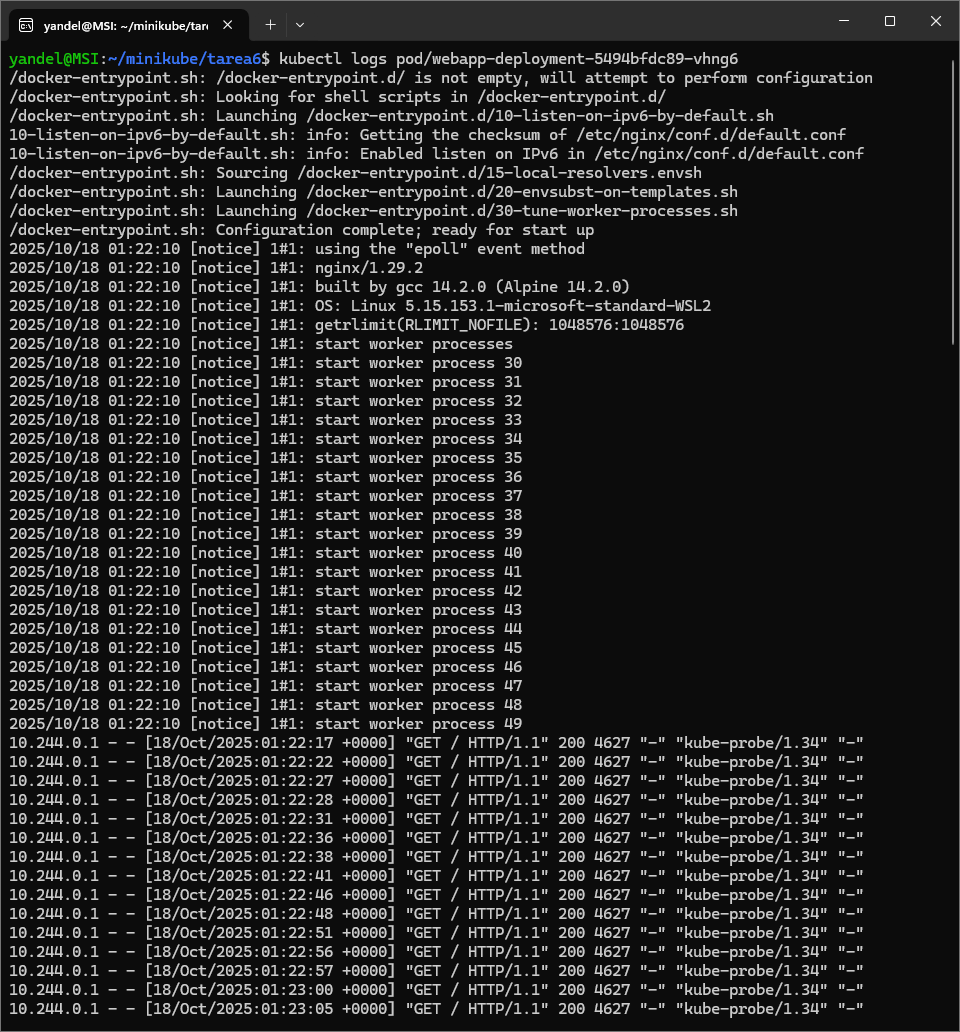 yandel@MSI: ~/minikube/tare
yandel@MSI:~/minikube/tarea6$ kubectl logs pod/webapp-deployment-5494bfdc89-vhng6
/docker-entrypoint.sh: /docker-entrypoint.d/ is not empty, will attempt to perform configuration
/docker-entrypoint.sh: Looking for shell scripts in /docker-entrypoint.d/
/docker-entrypoint.sh: Launching /docker-entrypoint.d/10-listen-on-ipv6-by-default.sh
10-listen-on-ipv6-by-default.sh: info: Getting the checksum of /etc/nginx/conf.d/default.conf
10-listen-on-ipv6-by-default.sh: info: Enabled listen on IPv6 in /etc/nginx/conf.d/default.conf
/docker-entrypoint.sh: Sourcing /docker-entrypoint.d/15-local-resolvers.envsh
/docker-entrypoint.sh: Launching /docker-entrypoint.d/20-envsubst-on-templates.sh
/docker-entrypoint.sh: Launching /docker-entrypoint.d/30-tune-worker-processes.sh
/docker-entrypoint.sh: Configuration complete; ready for start up
2025/10/18 01:22:10 [notice] 1#1: using the "epoll" event method
2025/10/18 01:22:10 [notice] 1#1: nginx/1.29.2
2025/10/18 01:22:10 [notice] 1#1: built by gcc 14.2.0 (Alpine 14.2.0)
2025/10/18 01:22:10 [notice] 1#1: OS: Linux 5.15.153.1-microsoft-standard-WSL2
2025/10/18 01:22:10 [notice] 1#1: getrlimit(RLIMIT_NOFILE): 1048576:1048576
2025/10/18 01:22:10 [notice] 1#1: start worker processes
2025/10/18 01:22:10 [notice] 1#1: start worker process 30
2025/10/18 01:22:10 [notice] 1#1: start worker process 31
2025/10/18 01:22:10 [notice] 1#1: start worker process 32
2025/10/18 01:22:10 [notice] 1#1: start worker process 33
2025/10/18 01:22:10 [notice] 1#1: start worker process 34
2025/10/18 01:22:10 [notice] 1#1: start worker process 35
2025/10/18 01:22:10 [notice] 1#1: start worker process 36
2025/10/18 01:22:10 [notice] 1#1: start worker process 37
2025/10/18 01:22:10 [notice] 1#1: start worker process 38
2025/10/18 01:22:10 [notice] 1#1: start worker process 39
2025/10/18 01:22:10 [notice] 1#1: start worker process 40
2025/10/18 01:22:10 [notice] 1#1: start worker process 41
2025/10/18 01:22:10 [notice] 1#1: start worker process 42
2025/10/18 01:22:10 [notice] 1#1: start worker process 43
2025/10/18 01:22:10 [notice] 1#1: start worker process 44
2025/10/18 01:22:10 [notice] 1#1: start worker process 45
2025/10/18 01:22:10 [notice] 1#1: start worker process 46
2025/10/18 01:22:10 [notice] 1#1: start worker process 47
2025/10/18 01:22:10 [notice] 1#1: start worker process 48
2025/10/18 01:22:10 [notice] 1#1: start worker process 49
10.244.0.1 - - [18/Oct/2025:01:22:17 +0000] "GET / HTTP/1.1" 200 4627 "-" "kube-probe/1.34" "-"
10.244.0.1 - - [18/Oct/2025:01:22:22 +0000] "GET / HTTP/1.1" 200 4627 "-" "kube-probe/1.34" "-"
10.244.0.1 - - [18/Oct/2025:01:22:27 +0000] "GET / HTTP/1.1" 200 4627 "-" "kube-probe/1.34" "-"
10.244.0.1 - - [18/Oct/2025:01:22:28 +0000] "GET / HTTP/1.1" 200 4627 "-" "kube-probe/1.34" "-"
10.244.0.1 - - [18/Oct/2025:01:22:31 +0000] "GET / HTTP/1.1" 200 4627 "-" "kube-probe/1.34" "-"
10.244.0.1 - - [18/Oct/2025:01:22:36 +0000] "GET / HTTP/1.1" 200 4627 "-" "kube-probe/1.34" "-"
10.244.0.1 - - [18/Oct/2025:01:22:38 +0000] "GET / HTTP/1.1" 200 4627 "-" "kube-probe/1.34" "-"
10.244.0.1 - - [18/Oct/2025:01:22:41 +0000] "GET / HTTP/1.1" 200 4627 "-" "kube-probe/1.34" "-"
10.244.0.1 - - [18/Oct/2025:01:22:46 +0000] "GET / HTTP/1.1" 200 4627 "-" "kube-probe/1.34" "-"
10.244.0.1 - - [18/Oct/2025:01:22:48 +0000] "GET / HTTP/1.1" 200 4627 "-" "kube-probe/1.34" "-"
10.244.0.1 - - [18/Oct/2025:01:22:51 +0000] "GET / HTTP/1.1" 200 4627 "-" "kube-probe/1.34" "-"
10.244.0.1 - - [18/Oct/2025:01:22:56 +0000] "GET / HTTP/1.1" 200 4627 "-" "kube-probe/1.34" "-"
10.244.0.1 - - [18/Oct/2025:01:22:57 +0000] "GET / HTTP/1.1" 200 4627 "-" "kube-probe/1.34" "-"
10.244.0.1 - - [18/Oct/2025:01:23:00 +0000] "GET / HTTP/1.1" 200 4627 "-" "kube-probe/1.34" "-"
10.244.0.1 - - [18/Oct/2025:01:23:05 +0000] "GET / HTTP/1.1" 200 4627 "-" "kube-probe/1.34" "-"